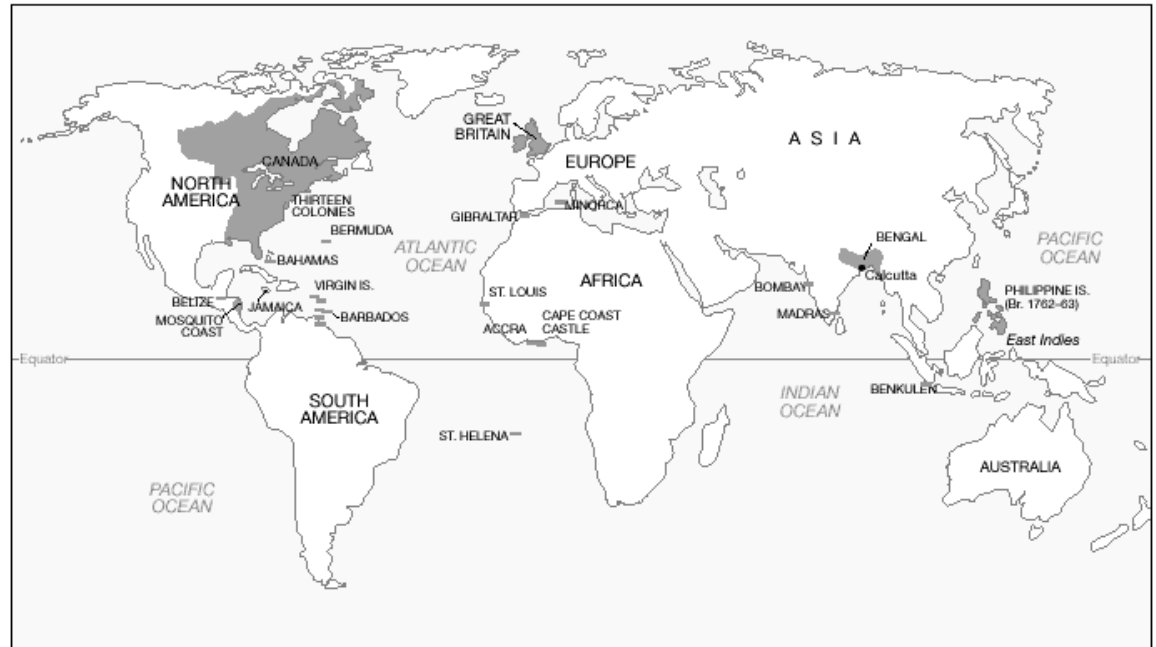 GREAT
BRITAIN
ASIA
CANADA
EUROPE
NORTH
AMERICA
THIRTEEN
COLONIES
MINORCA
GIBRALTAR
BERMUDA
BENGAL
ATLANTIC
OCEAN
PACIFIC
OCEAN
BAHAMAS
Calcutta
AFRICA
VIRGIN IS.
ST. LOUIS
BOMBAY
PHILIPPINE IS.
(Br. 1762–63)
BELIZE
JAMAICA
MOSQUITO
COAST
BARBADOS
CAPE COAST
CASTLE
ACCRA
MADRAS
East Indies
Equator
Equator
INDIAN
OCEAN
BENKULEN
SOUTH
AMERICA
ST. HELENA
AUSTRALIA
PACIFIC
OCEAN